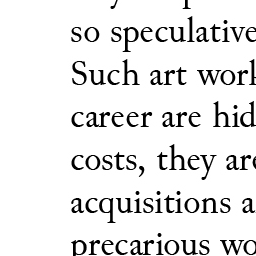 so speculative
Such art work
career are hid
costs, they are
acquisitions a
precarious wo